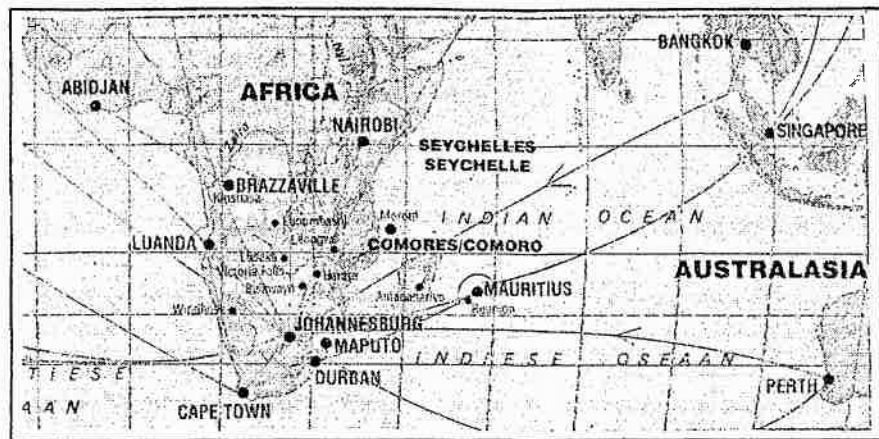 BANGKOK
ABIDJAN
AFRICA
NAIROBI
SINGAPORE
SEYCHELLES
SEYCHELLE
BRAZZAVILLE
Kinshasa
Lubumbashi
Moroni
INDIAN OCEAN
Lilongwe
LUANDA
COMORES/COMORO
Lusaka
Victoria Falls
Harare
AUSTRALASIA
Bulawayo
Antananarivo
MAURITIUS
Reunion
Windhoek
JOHANNESBURG
MAPUTO
INDIESE OSEAAN
DURBAN
TIESE
PERTH
AAN
CAPE TOWN